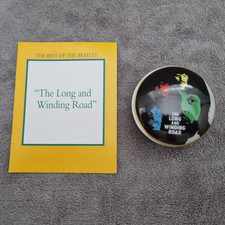 THE BEST OF THE BEATLES
"The Long and
Winding Road"
THE
LONG
AND
WINDING
ROAD